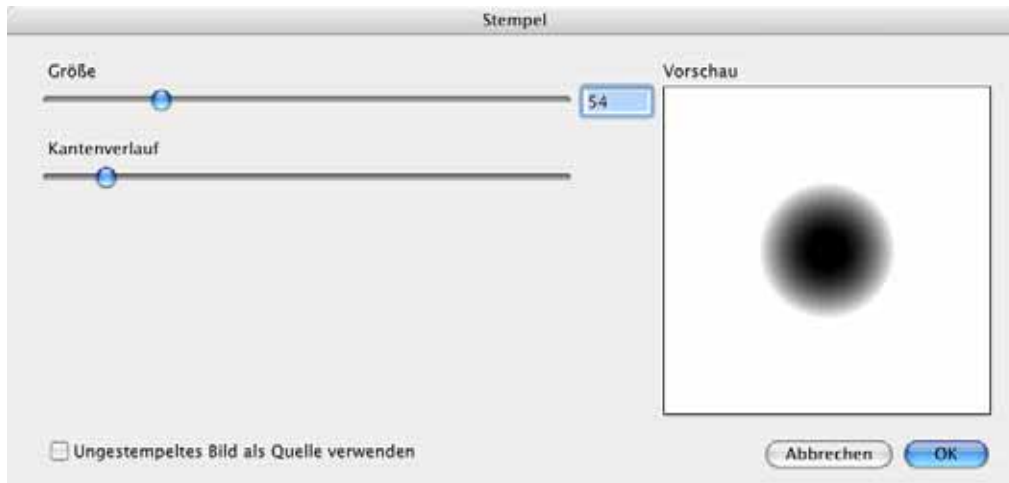 Stempel
Größe
54
Kantenverlauf
Vorschau
Ungestempeltes Bild als Quelle verwenden
Abbrechen
OK